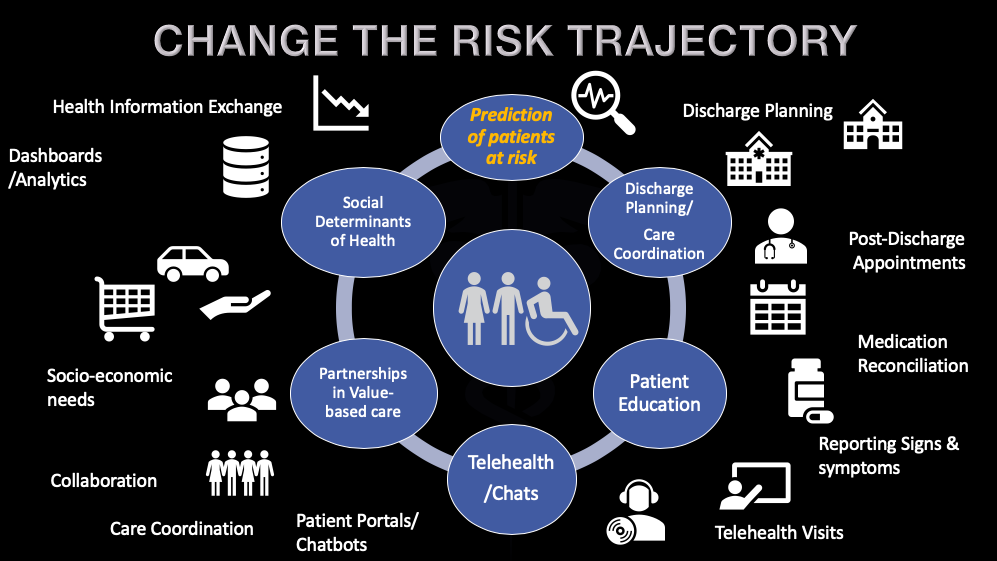 CHANGE THE RISK TRAJECTORY
Health Information Exchange
Dashboards
/Analytics
Prediction
of patients
at risk
Discharge Planning
Social
Determinants
of Health
Discharge
Planning/
Care
Coordination
Post-Discharge
Appointments
Socio-economic
needs
Partnerships
in Value-
based care
Patient
Education
Medication
Reconciliation
Telehealth
/Chats
Reporting Signs &
symptoms
Collaboration
Care Coordination
Patient Portals/
Chatbots
Telehealth Visits